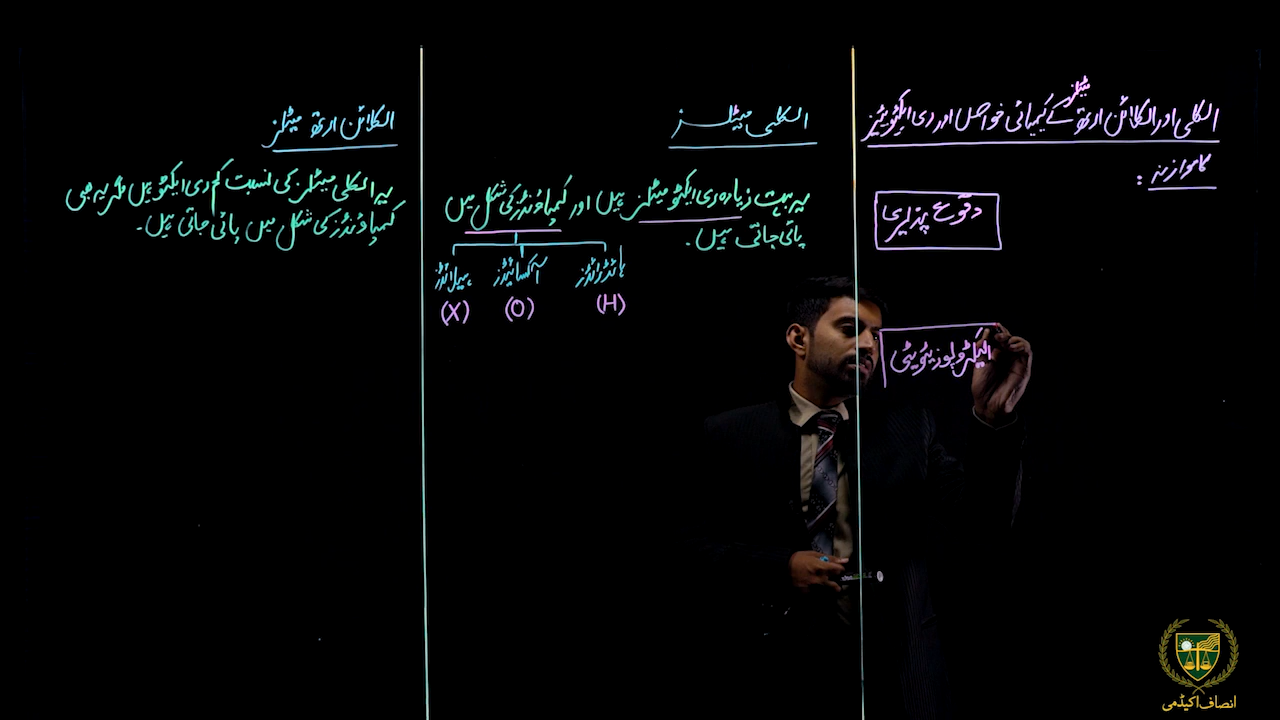 الکلی اور الکلائن ارتھ میٹلز کے کیمیائی خواص اور ری ایکٹیویٹیز
کا موازنہ :
وقوع پذیری
الیکٹروپوزیٹویٹی
الکلی میٹلز
یہ بہت زیادہ ری ایکٹو میٹلز ہیں اور کمپاؤنڈز کی شکل میں
پائی جاتی ہیں۔
ہائڈرائڈز آکسائیڈز ہیلائڈز
(H) (O) (X)
الکلائن ارتھ میٹلز
یہ الکلی میٹلز کی نسبت کم ری ایکٹو ہیں مگر یہ بھی
کمپاؤنڈز کی شکل میں پائی جاتی ہیں۔
انصاف اکیڈمی